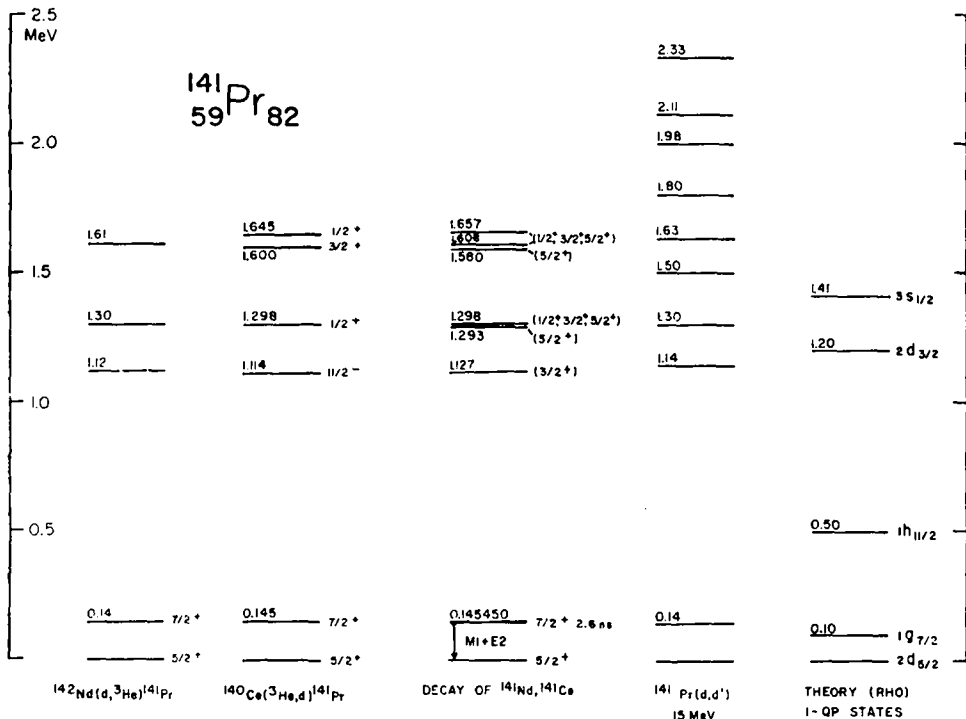 2.5
MeV
2.0
1.5
1.0
0.5
141
59Pr82
1.61
1.30
1.12
0.14 7/2+
5/2+
142Nd(d,3He)141Pr
1.645 1/2+
3/2+
1.600
1.298 1/2+
1.114 11/2-
0.145 7/2+
5/2+
140Ce(3He,d)141Pr
1.657
1.608 (1/2+,3/2+,5/2+)
1.580 (5/2+)
1.298 (1/2+,3/2+,5/2+)
1.293 (5/2+)
1.127 (3/2+)
0.145450 7/2+ 2.6 ns
M1+E2
5/2+
DECAY OF 141Nd,141Ce
2.33
2.11
1.98
1.80
1.63
1.50
1.30
1.14
0.14
141 Pr(d,d')
15 MeV
1.41 3s1/2
1.20 2d3/2
0.50 1h11/2
0.10 1g7/2
2d5/2
THEORY (RHO)
1-QP STATES